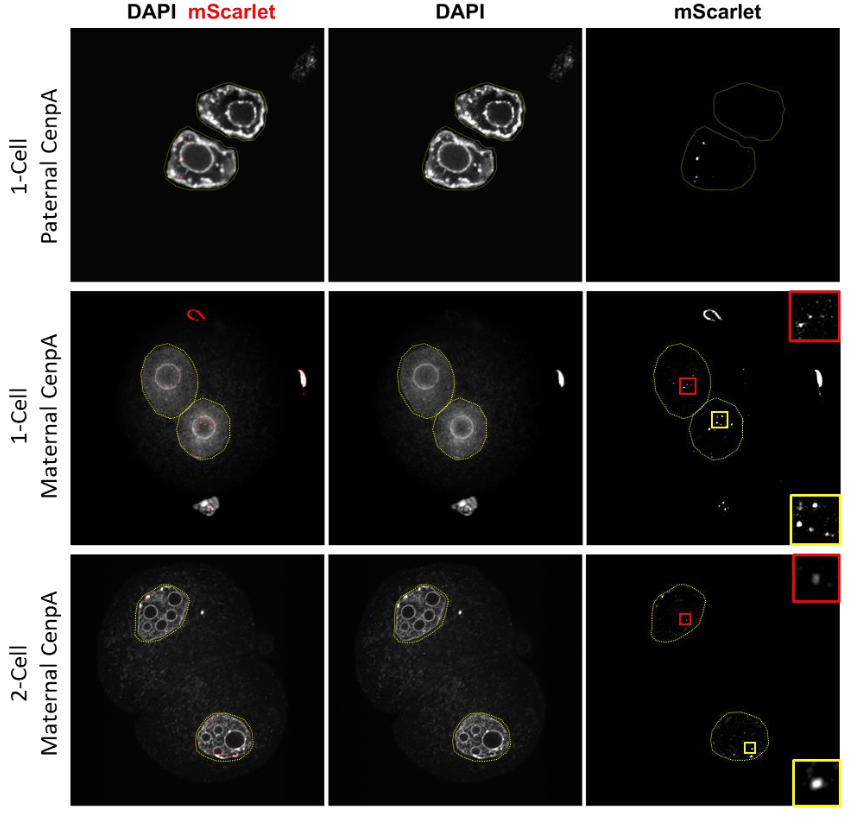 DAPI mScarlet
DAPI
mScarlet
1-Cell
Paternal CenpA
1-Cell
Maternal CenpA
2-Cell
Maternal CenpA